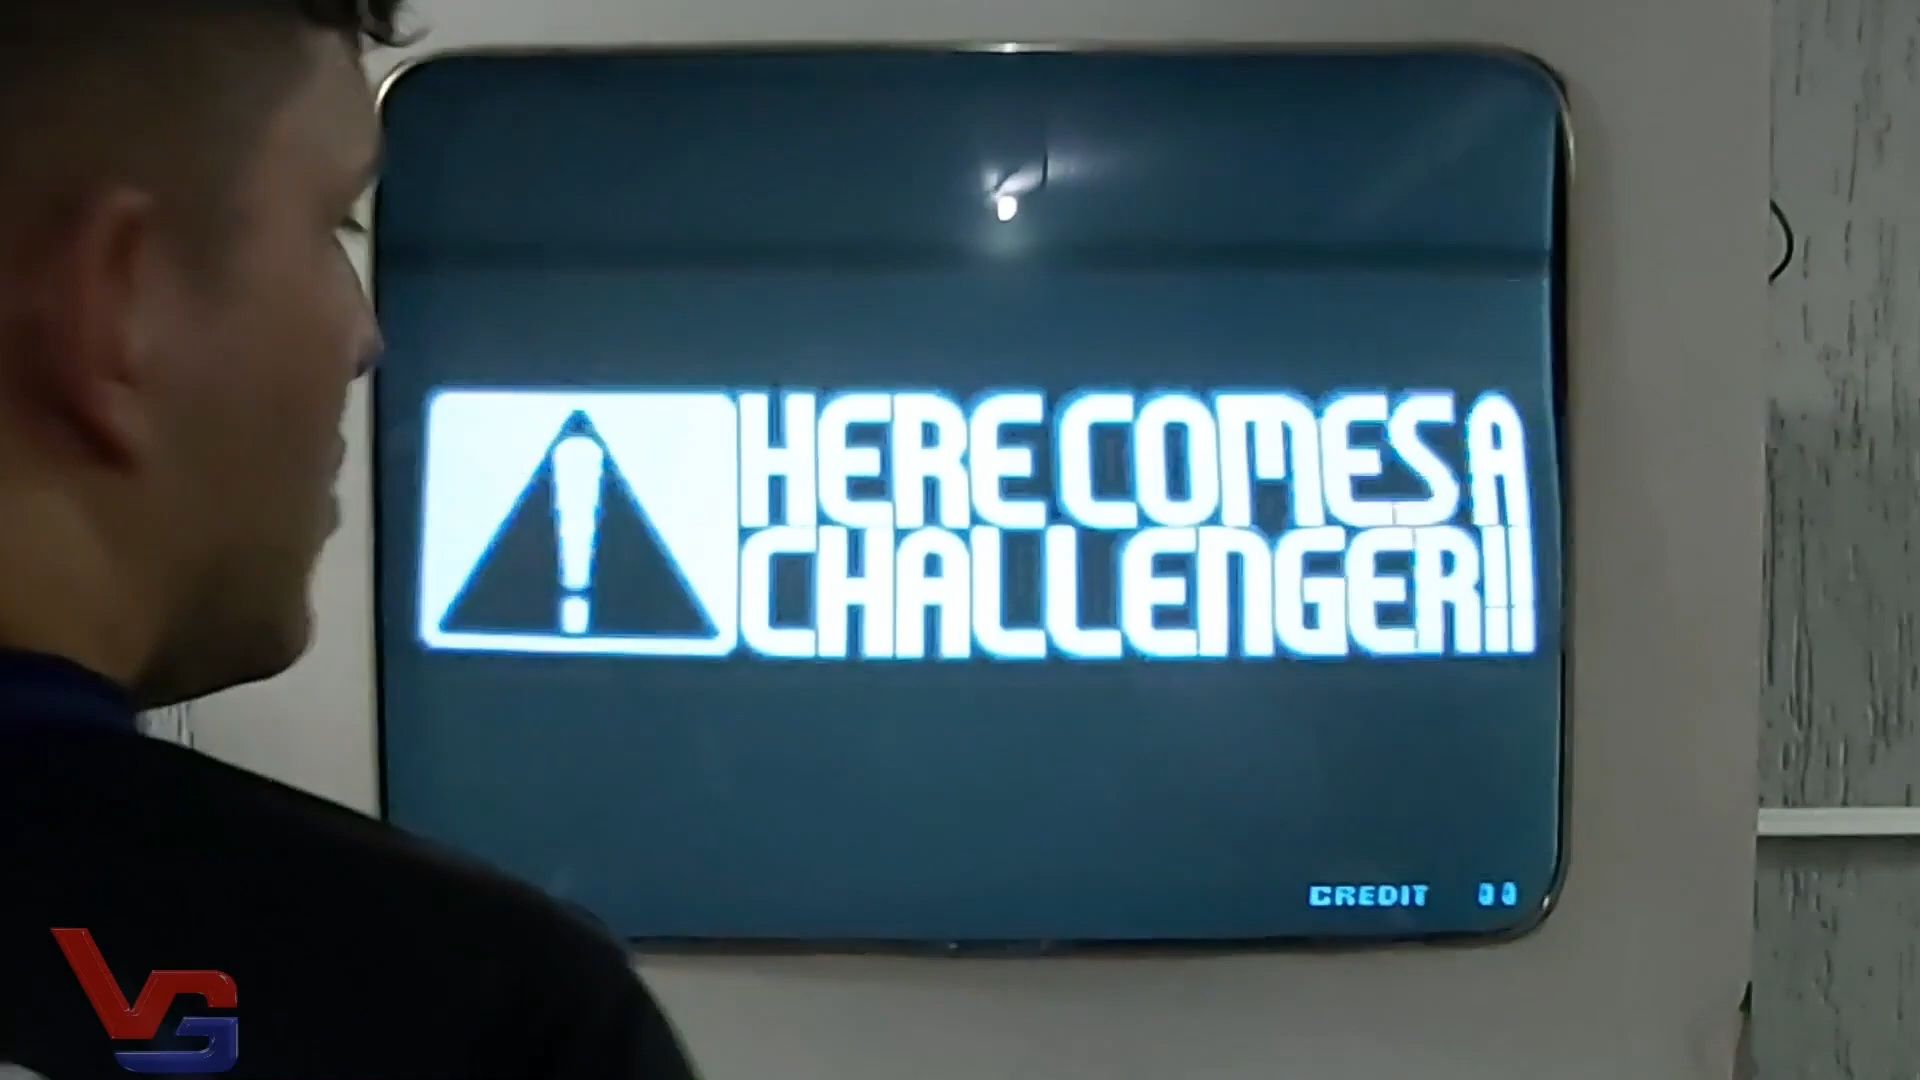 !
HERE COMES A
CHALLENGER!!
CREDIT 00
VG